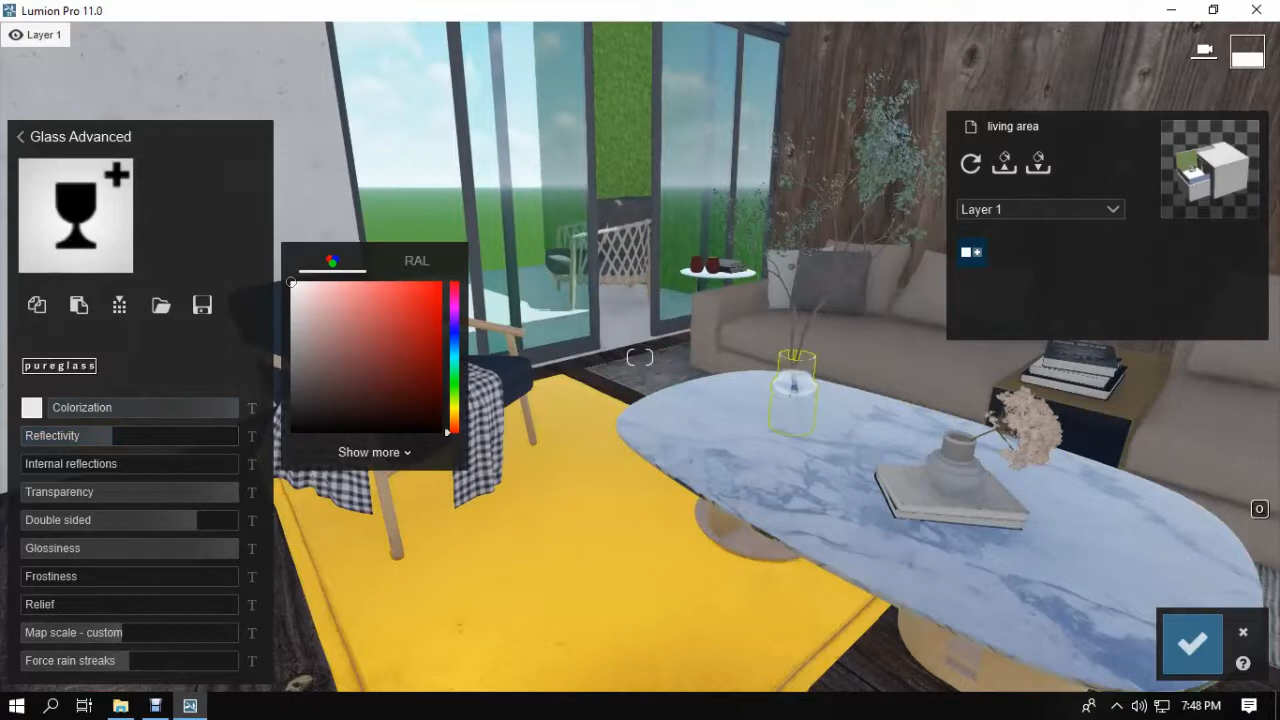 Lumion Pro 11.0
Layer 1
Glass Advanced
pureglass
Colorization T
Reflectivity T
Internal reflections T
Transparency T
Double sided T
Glossiness T
Frostiness T
Relief T
Map scale - custom T
Force rain streaks T
RAL
Show more
living area
Layer 1
O
7:48 PM